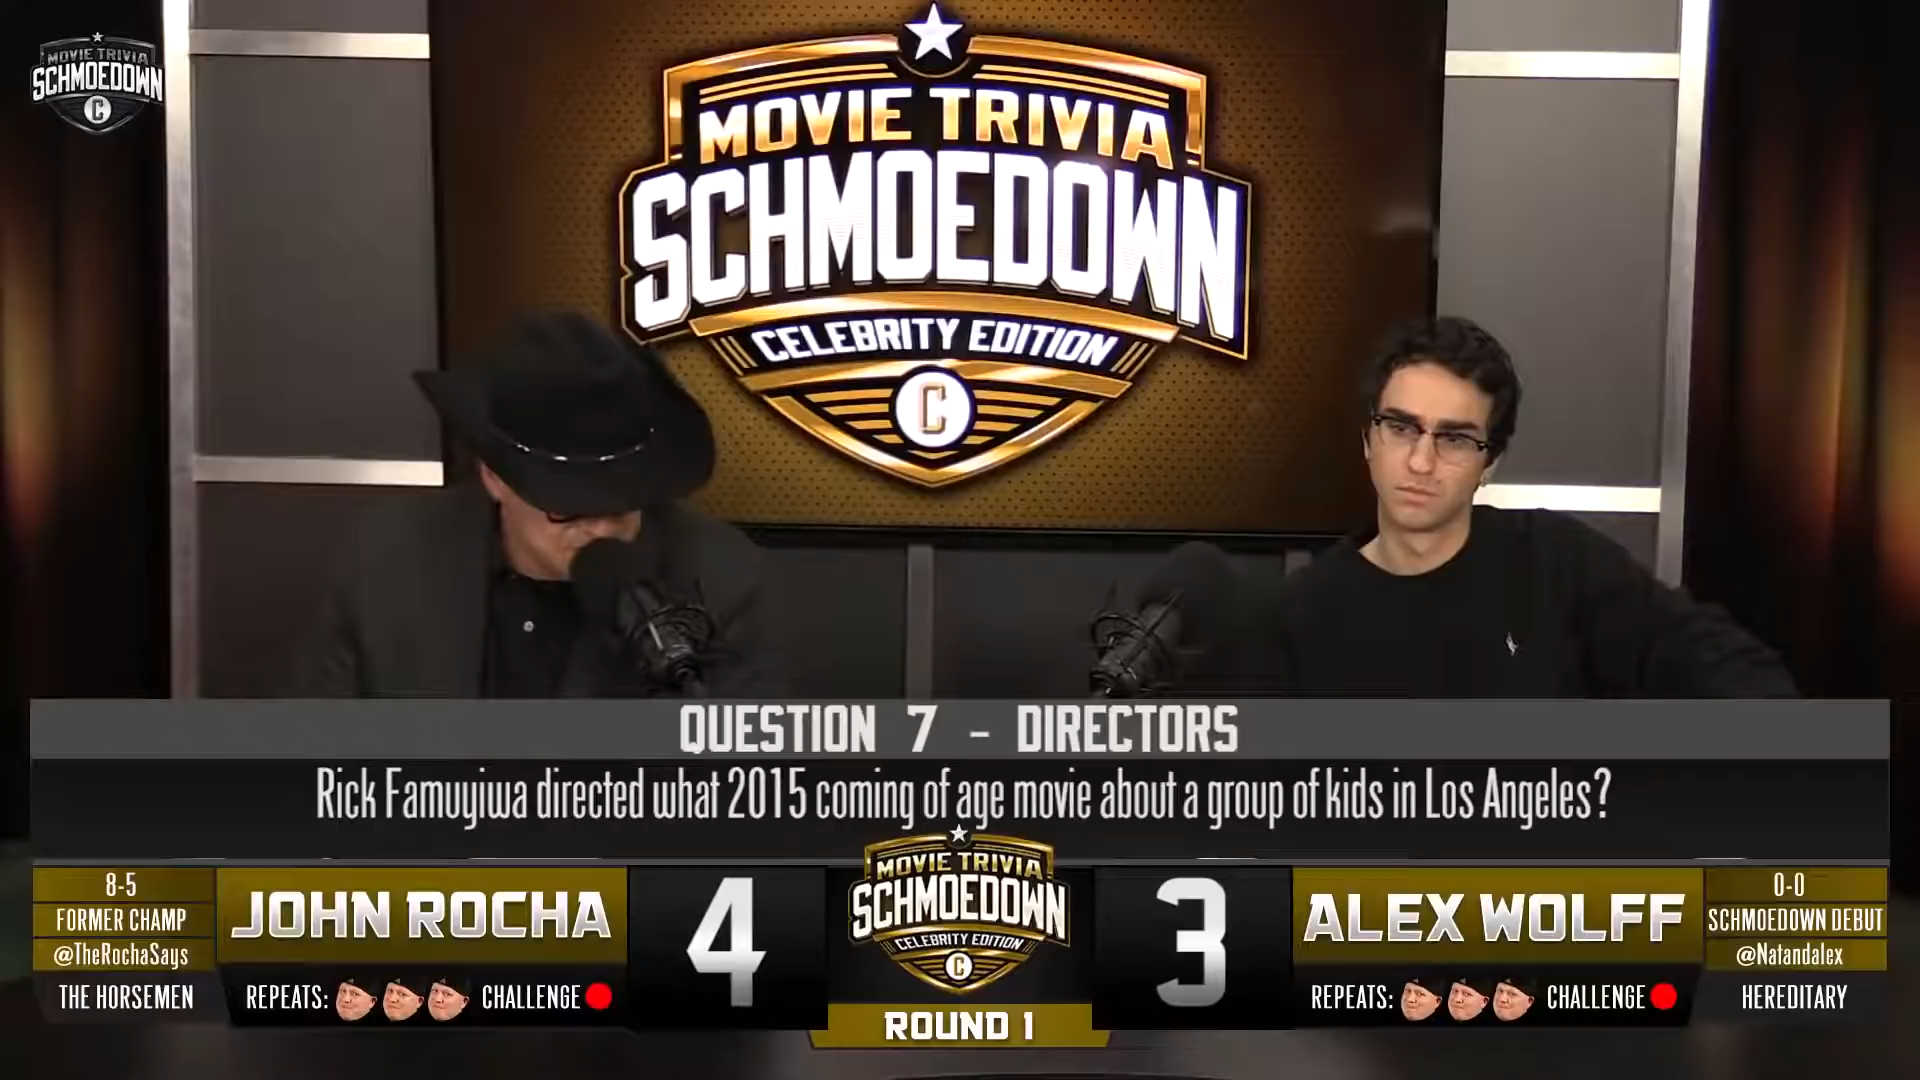 MOVIE TRIVIA
SCHMOEDOWN
C
MOVIE TRIVIA
SCHMOEDOWN
CELEBRITY EDITION
C
QUESTION 7 - DIRECTORS
Rick Famuyiwa directed what 2015 coming of age movie about a group of kids in Los Angeles?
8-5
FORMER CHAMP
@TheRochaSays
THE HORSEMEN
JOHN ROCHA
REPEATS:
CHALLENGE
4
MOVIE TRIVIA
SCHMOEDOWN
CELEBRITY EDITION
C
ROUND 1
3
ALEX WOLFF
REPEATS:
CHALLENGE
0-0
SCHMOEDOWN DEBUT
@Natandalex
HEREDITARY